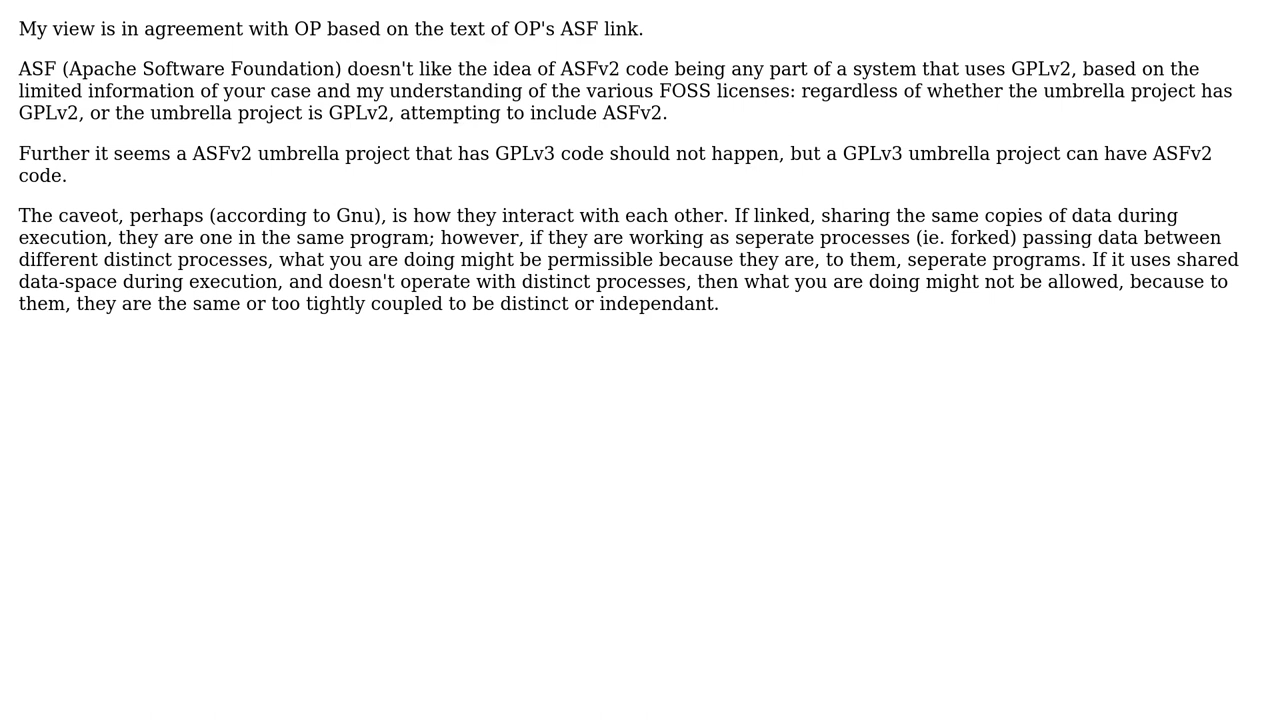 My view is in agreement with OP based on the text of OP's ASF link.
ASF (Apache Software Foundation) doesn't like the idea of ASFv2 code being any part of a system that uses GPLv2, based on the
limited information of your case and my understanding of the various FOSS licenses: regardless of whether the umbrella project has
GPLv2, or the umbrella project is GPLv2, attempting to include ASFv2.
Further it seems a ASFv2 umbrella project that has GPLv3 code should not happen, but a GPLv3 umbrella project can have ASFv2
code.
The caveot, perhaps (according to Gnu), is how they interact with each other. If linked, sharing the same copies of data during
execution, they are one in the same program; however, if they are working as seperate processes (ie. forked) passing data between
different distinct processes, what you are doing might be permissible because they are, to them, seperate programs. If it uses shared
data-space during execution, and doesn't operate with distinct processes, then what you are doing might not be allowed, because to
them, they are the same or too tightly coupled to be distinct or independant.